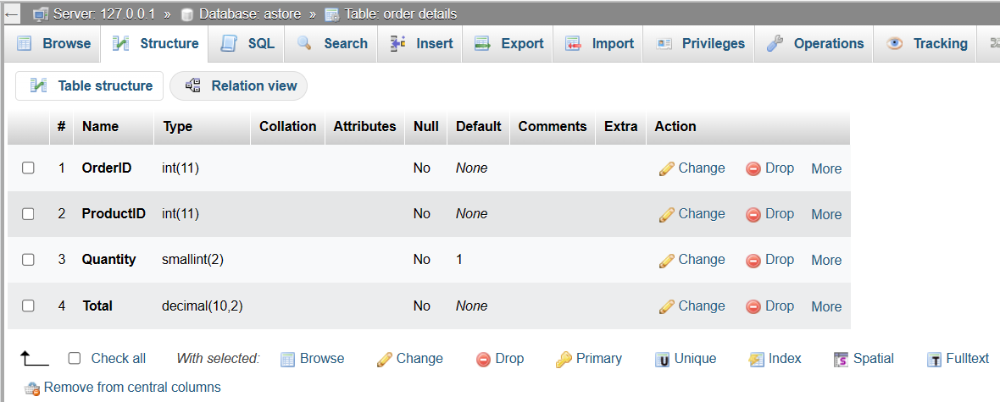 Server: 127.0.0.1 » Database: astore » Table: order details
Browse Structure SQL Search Insert Export Import Privileges Operations Tracking
Table structure Relation view
# Name Type Collation Attributes Null Default Comments Extra Action
1 OrderID int(11) No None Change Drop More
2 ProductID int(11) No None Change Drop More
3 Quantity smallint(2) No 1 Change Drop More
4 Total decimal(10,2) No None Change Drop More
Check all With selected: Browse Change Drop Primary Unique Index Spatial Fulltext
Remove from central columns